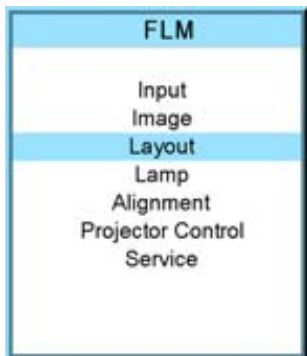 FLM
Input
Image
Layout
Lamp
Alignment
Projector Control
Service